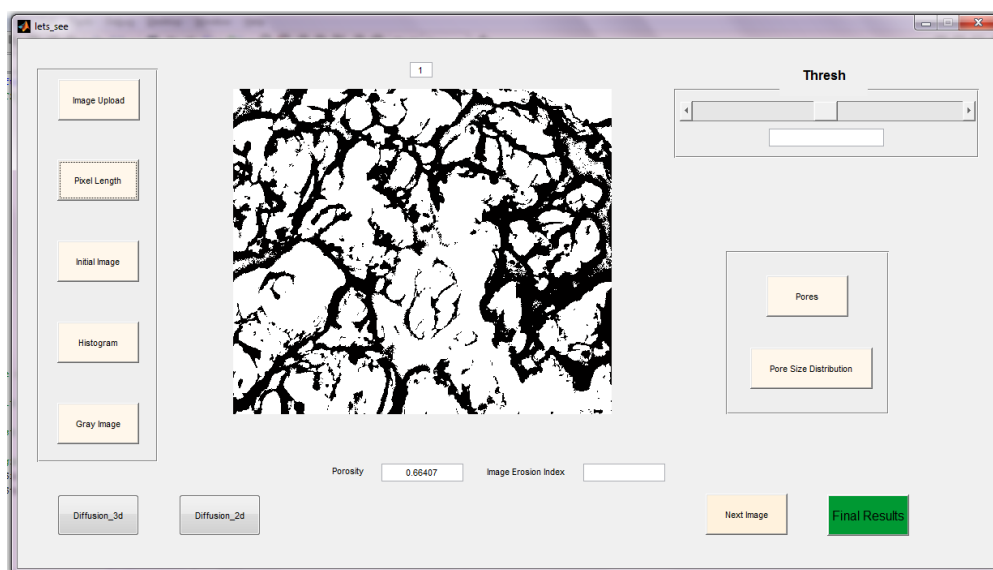 lets_see
1
Thresh
Image Upload
Pixel Length
Initial Image
Histogram
Gray Image
Pores
Pore Size Distribution
Porosity 0.66407 Image Erosion Index
Diffusion_3d Diffusion_2d Next Image Final Results